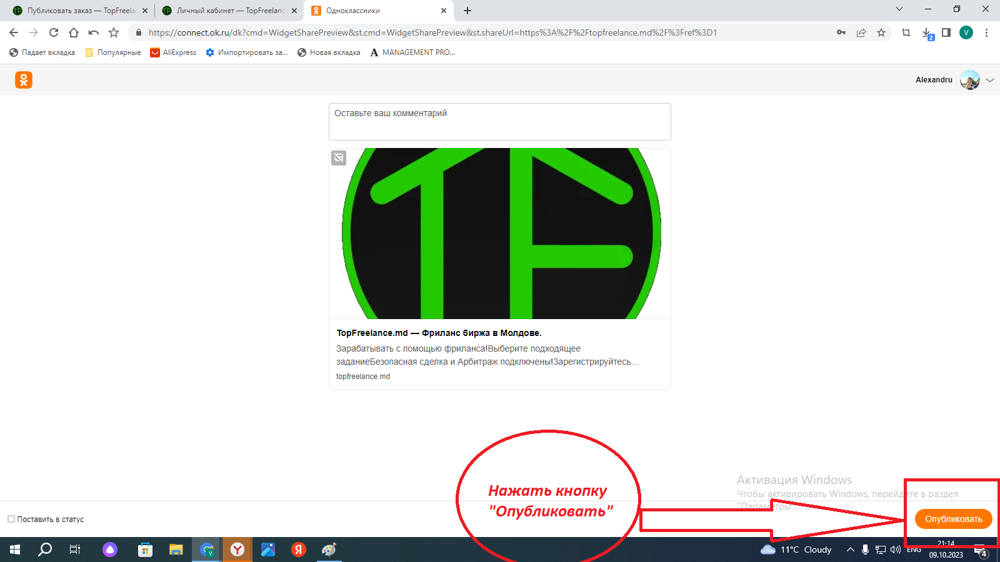 Публиковать заказ — TopFreela
Личный кабинет — TopFreelanc
Одноклассники
https://connect.ok.ru/dk?cmd=WidgetSharePreview&st.cmd=WidgetSharePreview&st.shareUrl=https%3A%2F%2Ftopfreelance.md%2F%3Fref%3D1
2
V
Падает вкладка
Популярные
AliExpress
Импортировать за...
Новая вкладка
A MANAGEMENT PRO...
Alexandru
Оставьте ваш комментарий
TF
TopFreelance.md — Фриланс биржа в Молдове.
Зарабатывать с помощью фриланса!Выберите подходящее
заданиеБезопасная сделка и Арбитраж подключены!Зарегистрируйтесь…
topfreelance.md
Нажать кнопку
"Опубликовать"
Активация Windows
Чтобы активировать Windows, перейдите в раздел
"Параметры".
Поставить в статус
Опубликовать
11°C Cloudy
ENG
21:14
09.10.2023
4